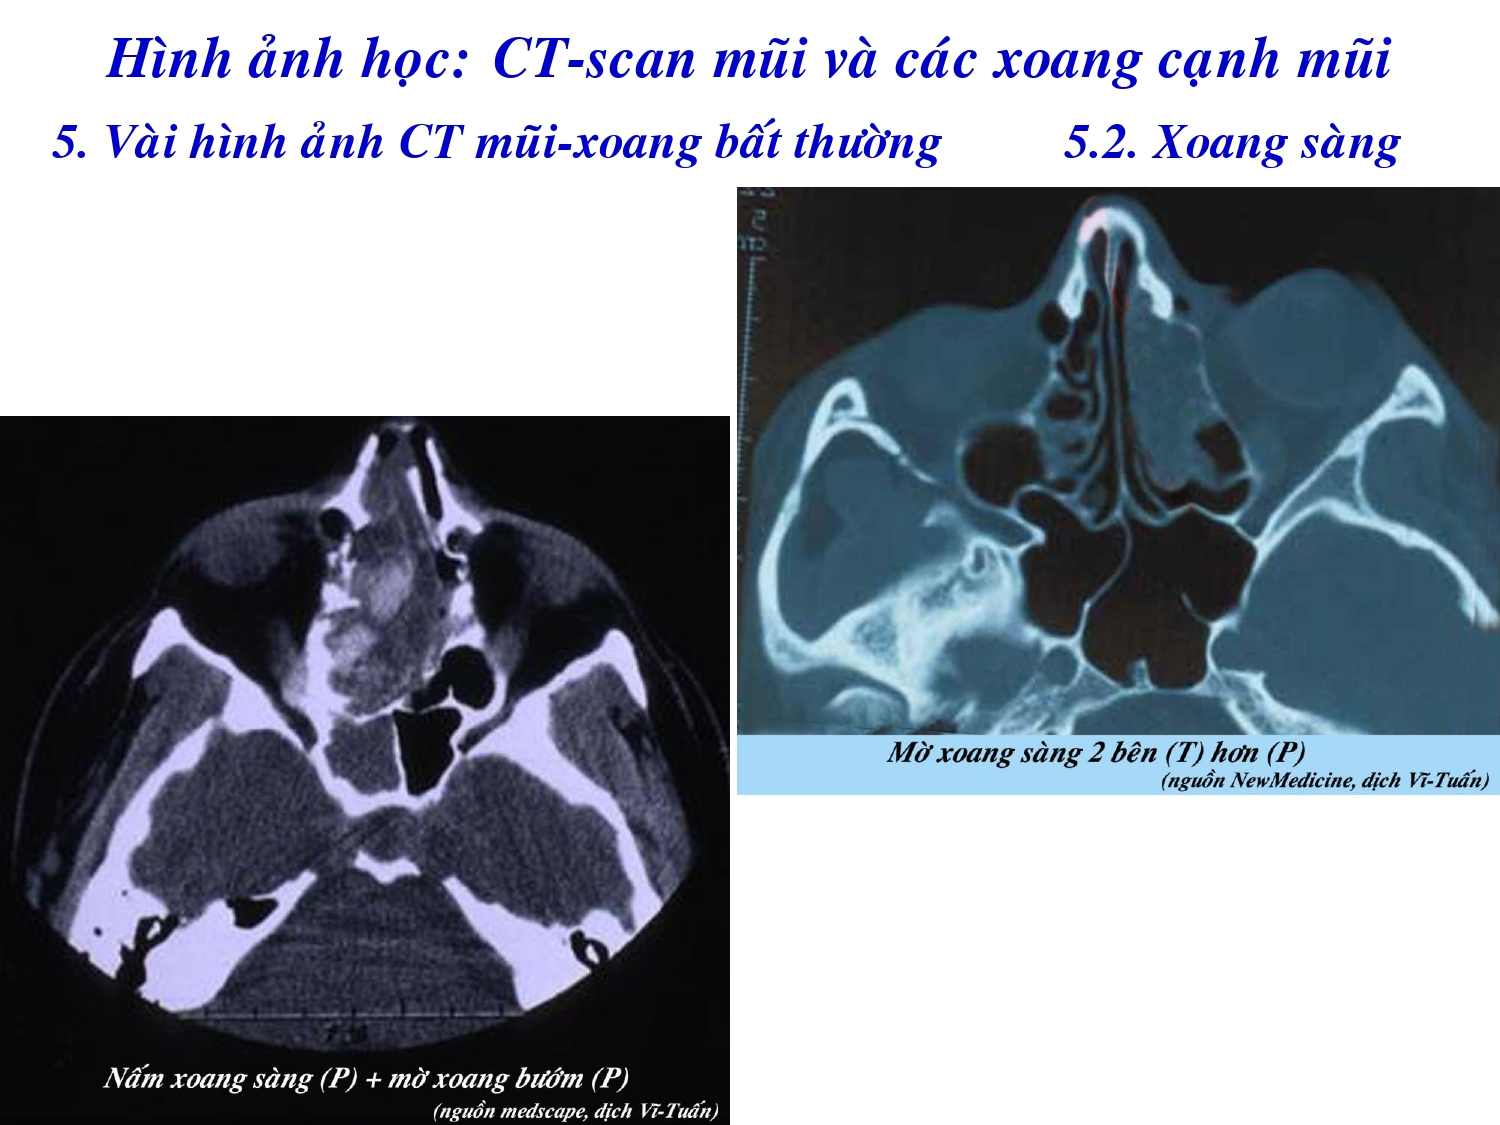 Hình ảnh học: CT-scan mũi và các xoang cạnh mũi
5. Vài hình ảnh CT mũi-xoang bất thường 5.2. Xoang sàng
Mờ xoang sàng 2 bên (T) hơn (P)
(nguồn NewMedicine, dịch Vĩ-Tuấn)
Nấm xoang sàng (P) + mờ xoang bướm (P)
(nguồn medscape, dịch Vĩ-Tuấn)